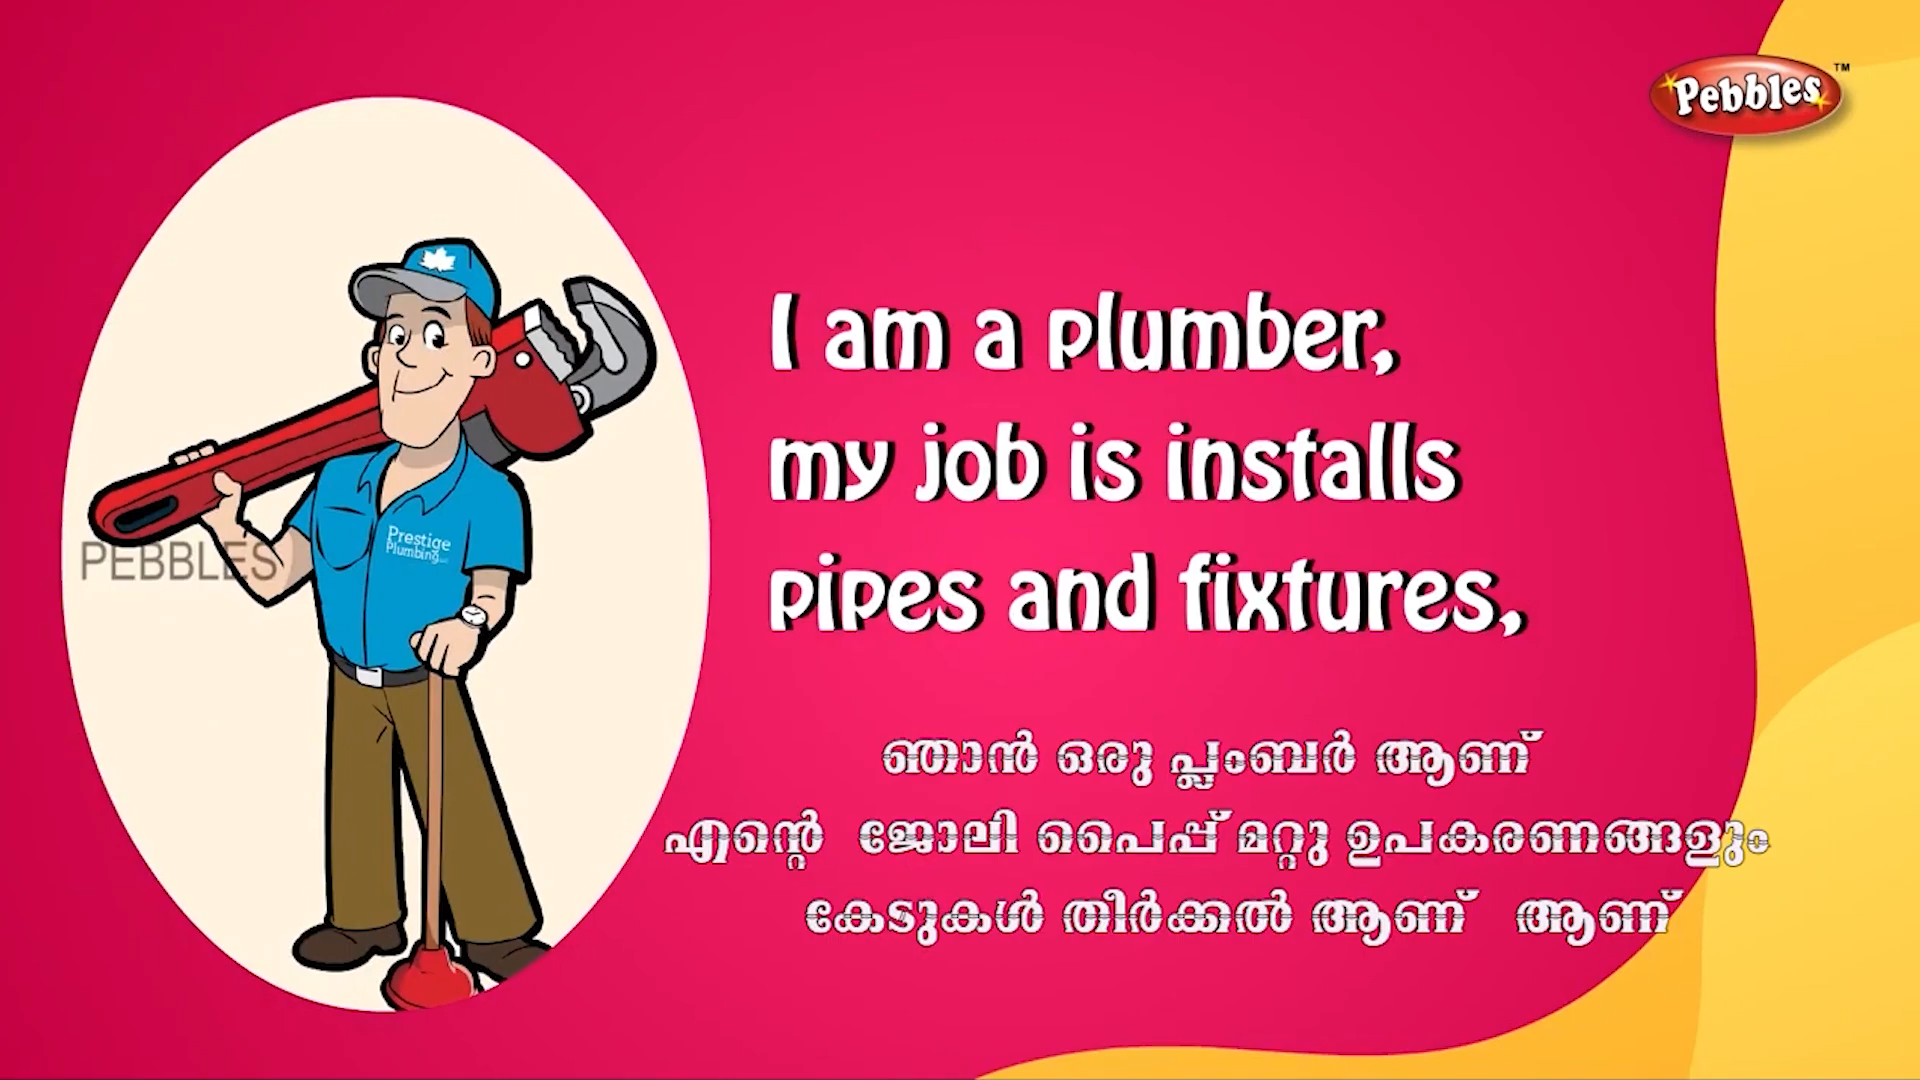 Pebbles™
I am a plumber,
my job is installs
pipes and fixtures,
Prestige
Plumbing
PEBBLES
ഞാൻ ഒരു പ്ലംബർ ആണ്
എന്റെ ജോലി പൈപ്പ് മറ്റു ഉപകരണങ്ങളും
കേടുകൾ തീർക്കൽ ആണ് ആണ്